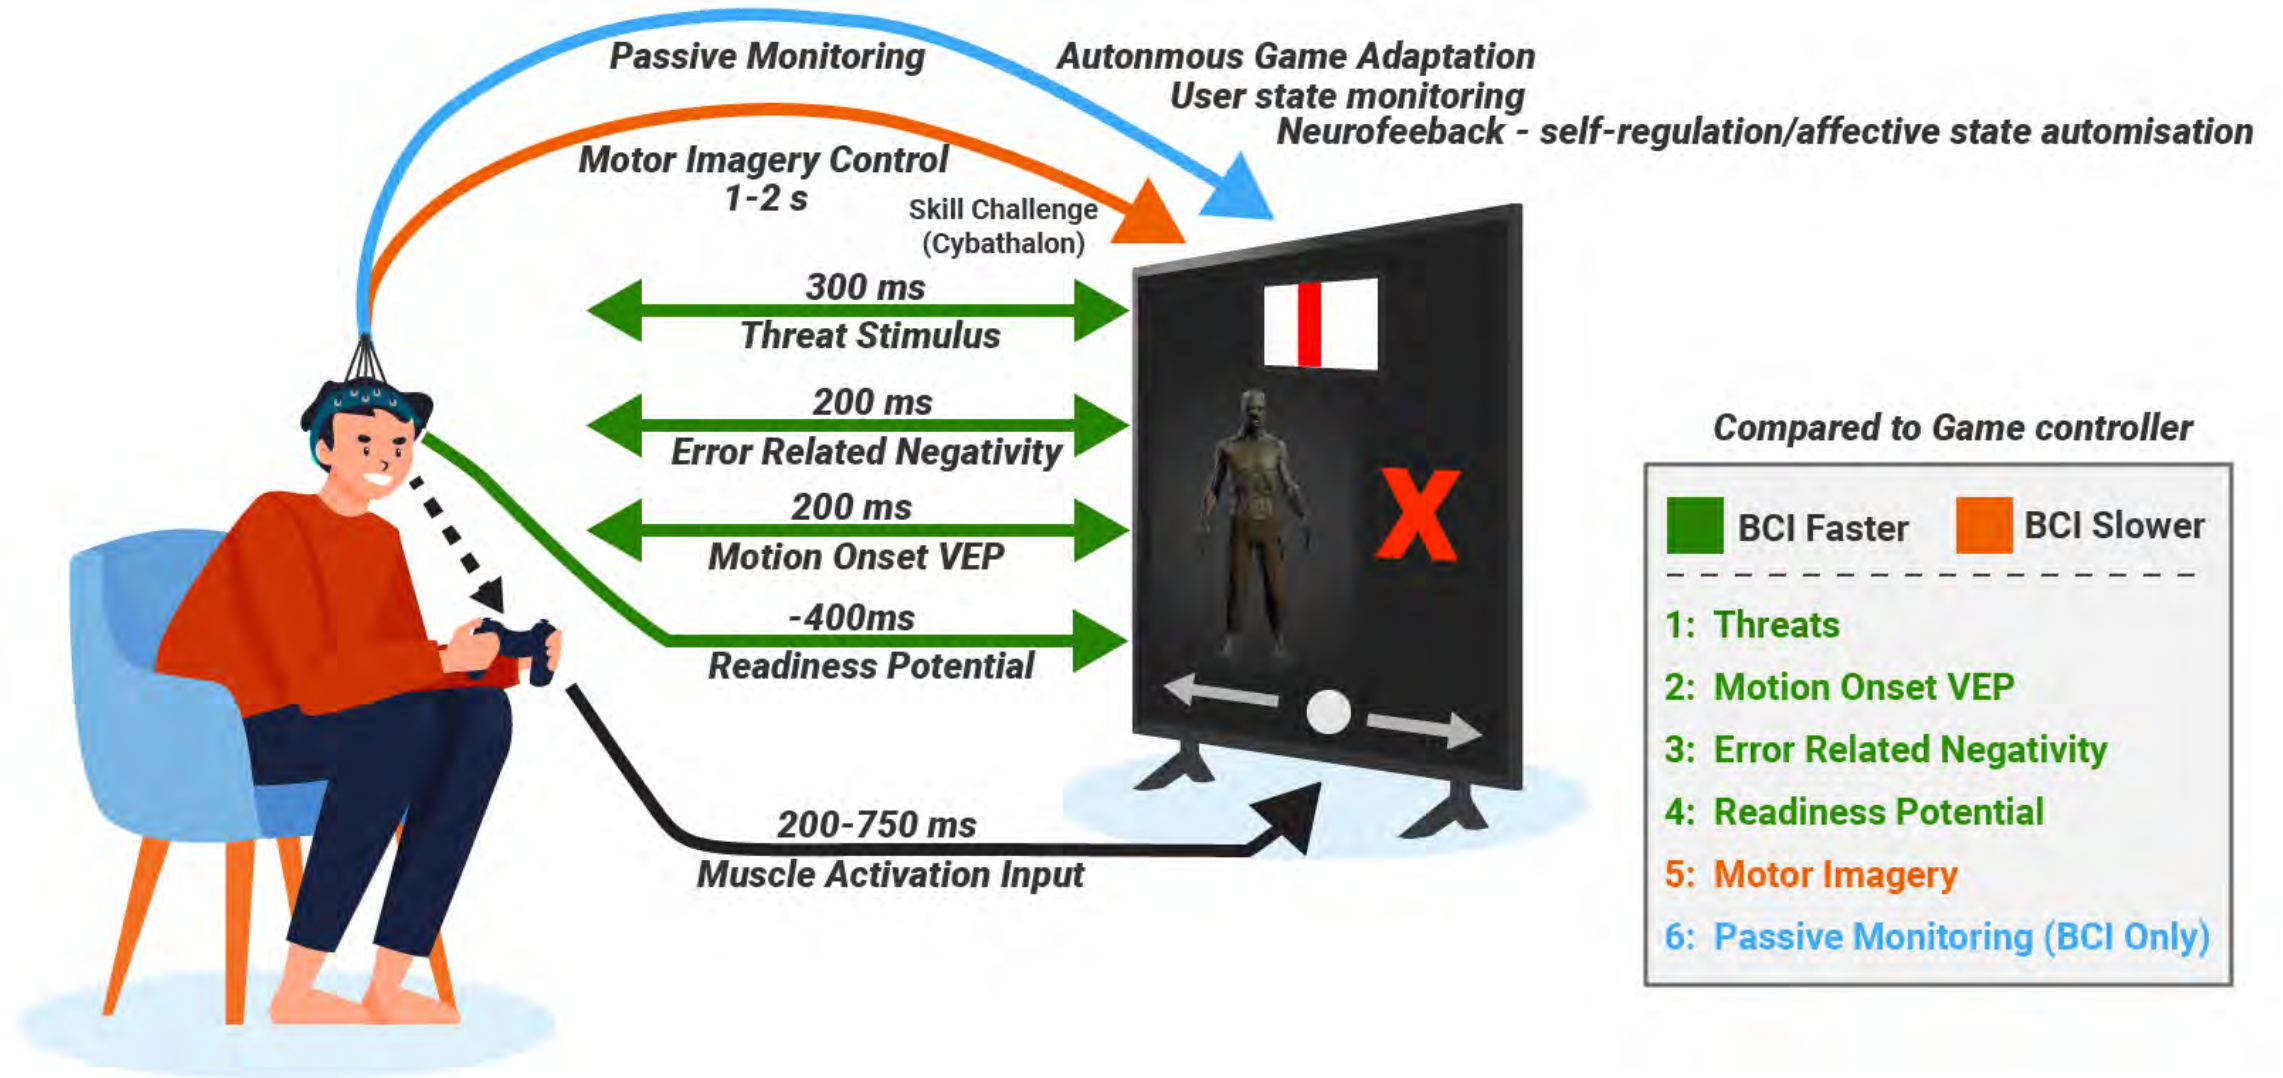 Passive Monitoring
Autonmous Game Adaptation
User state monitoring
Neurofeeback - self-regulation/affective state automisation
Motor Imagery Control
1-2 s
Skill Challenge
(Cybathalon)
300 ms
Threat Stimulus
200 ms
Error Related Negativity
200 ms
Motion Onset VEP
-400ms
Readiness Potential
200-750 ms
Muscle Activation Input
X
Compared to Game controller
BCI Faster
BCI Slower
1: Threats
2: Motion Onset VEP
3: Error Related Negativity
4: Readiness Potential
5: Motor Imagery
6: Passive Monitoring (BCI Only)